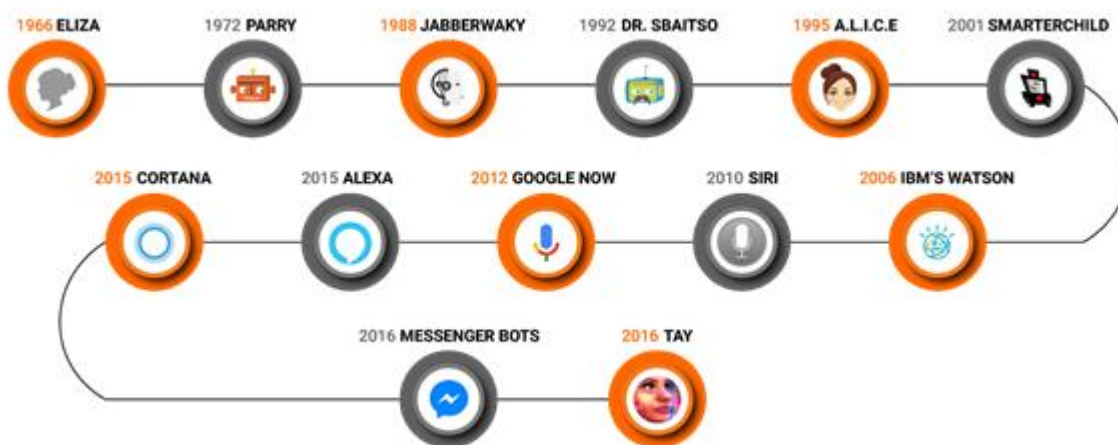 1966 ELIZA
1972 PARRY
1988 JABBERWAKY
1992 DR. SBAITSO
1995 A.L.I.C.E
2001 SMARTERCHILD
2006 IBM'S WATSON
2010 SIRI
2012 GOOGLE NOW
2015 ALEXA
2015 CORTANA
2016 MESSENGER BOTS
2016 TAY